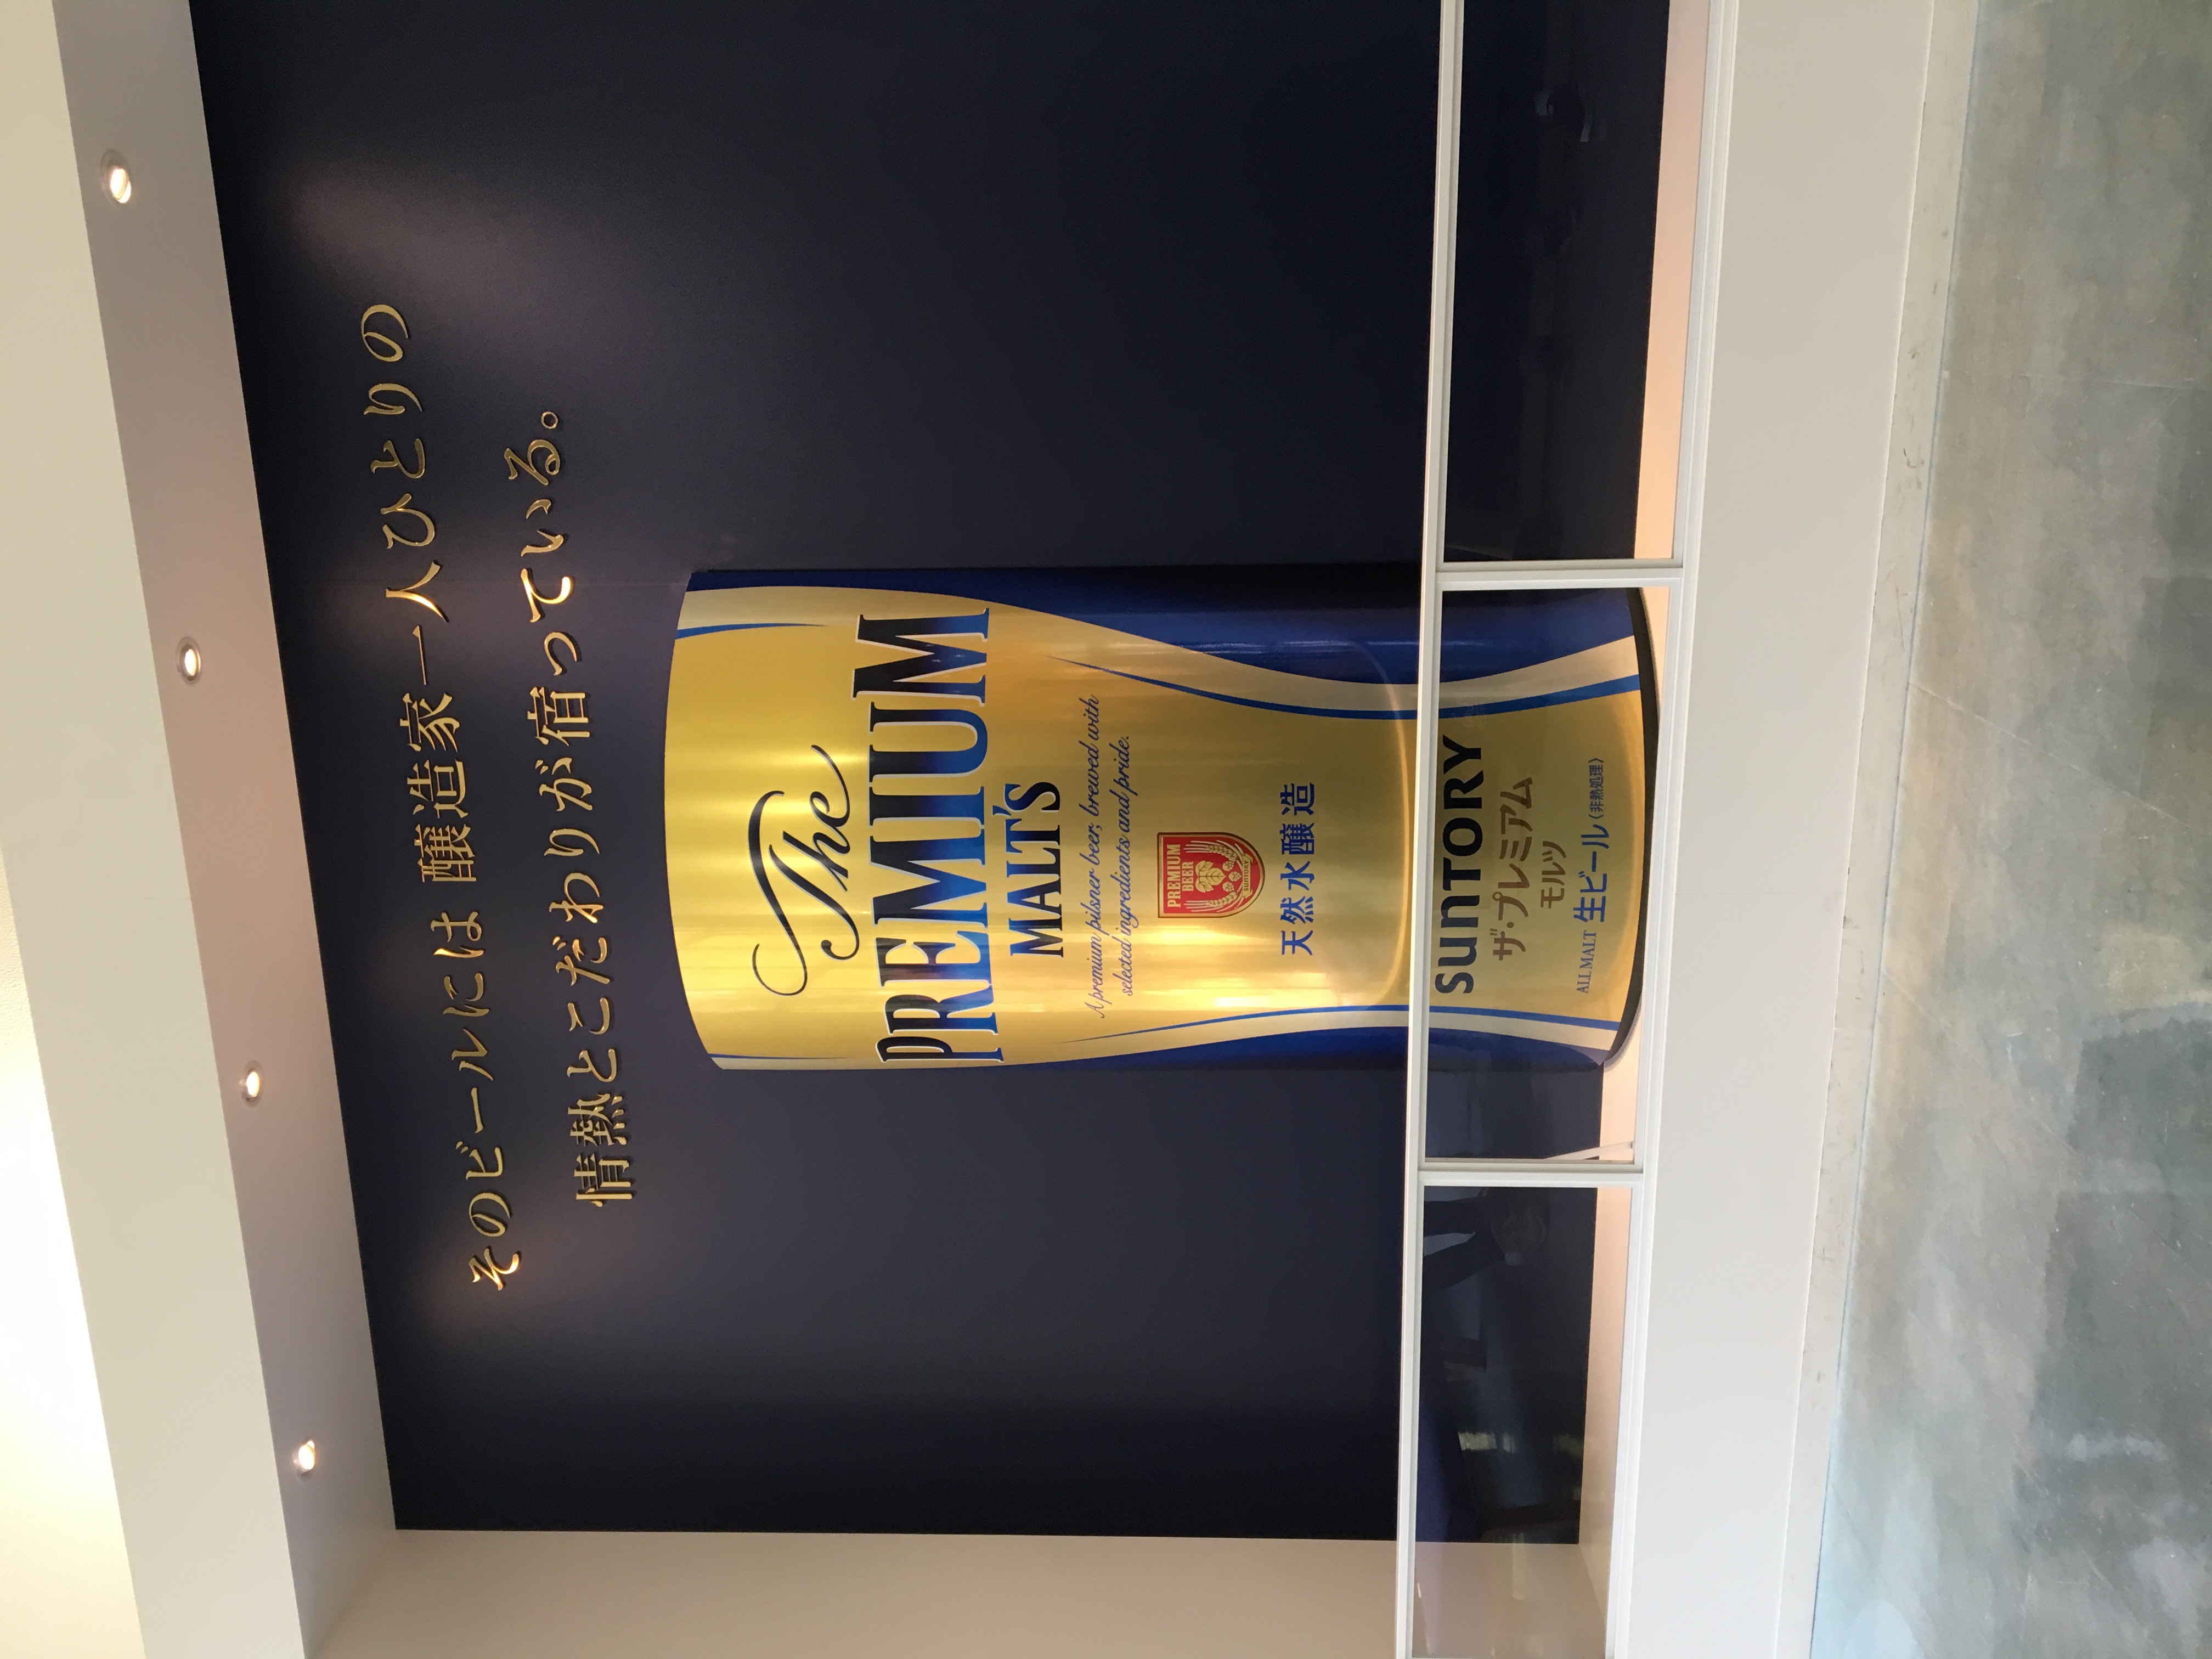 そのビールには 醸造家一人ひとりの
情熱とこだわりが宿っている。
The
PREMIUM
MALT'S
A premium pilsner beer, brewed with
selected ingredients and pride.
PREMIUM
BEER
天然水醸造
SUNTORY
ザ・プレミアム
モルツ
ALL MALT 生ビール〈非熱処理〉